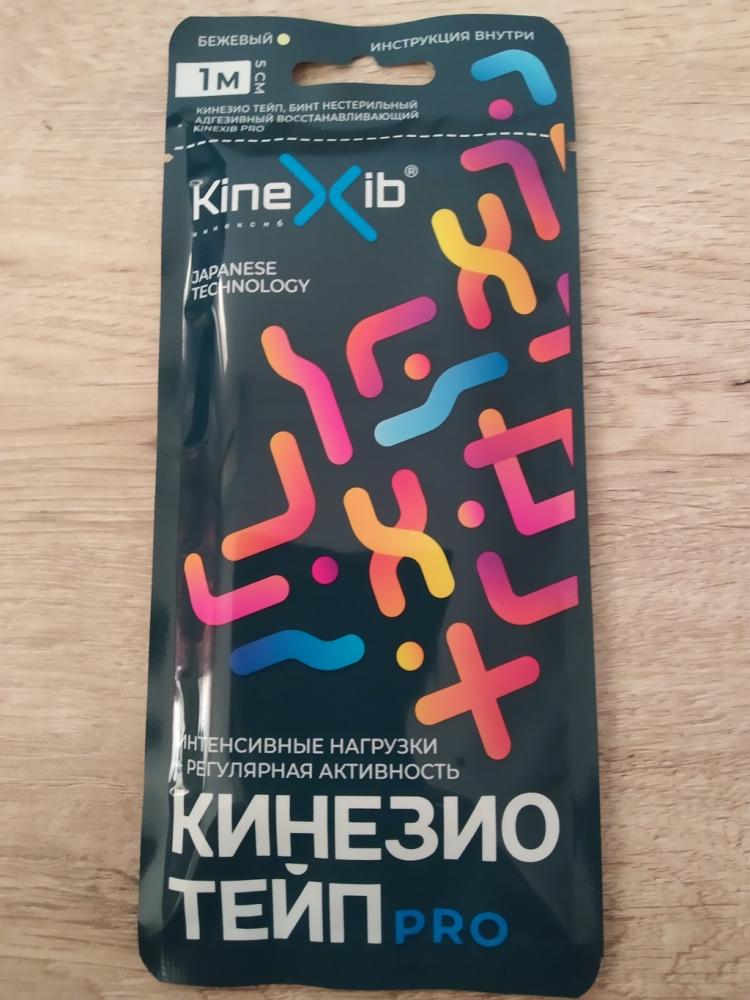 БЕЖЕВЫЙ
ИНСТРУКЦИЯ ВНУТРИ
1М
5 СМ
КИНЕЗИО ТЕЙП, БИНТ НЕСТЕРИЛЬНЫЙ
АДГЕЗИВНЫЙ ВОССТАНАВЛИВАЮЩИЙ
KINEXIB PRO
KineXib®
кинексиб
JAPANESE
TECHNOLOGY
ИНТЕНСИВНЫЕ НАГРУЗКИ
РЕГУЛЯРНАЯ АКТИВНОСТЬ
КИНЕЗИО
ТЕЙП PRO